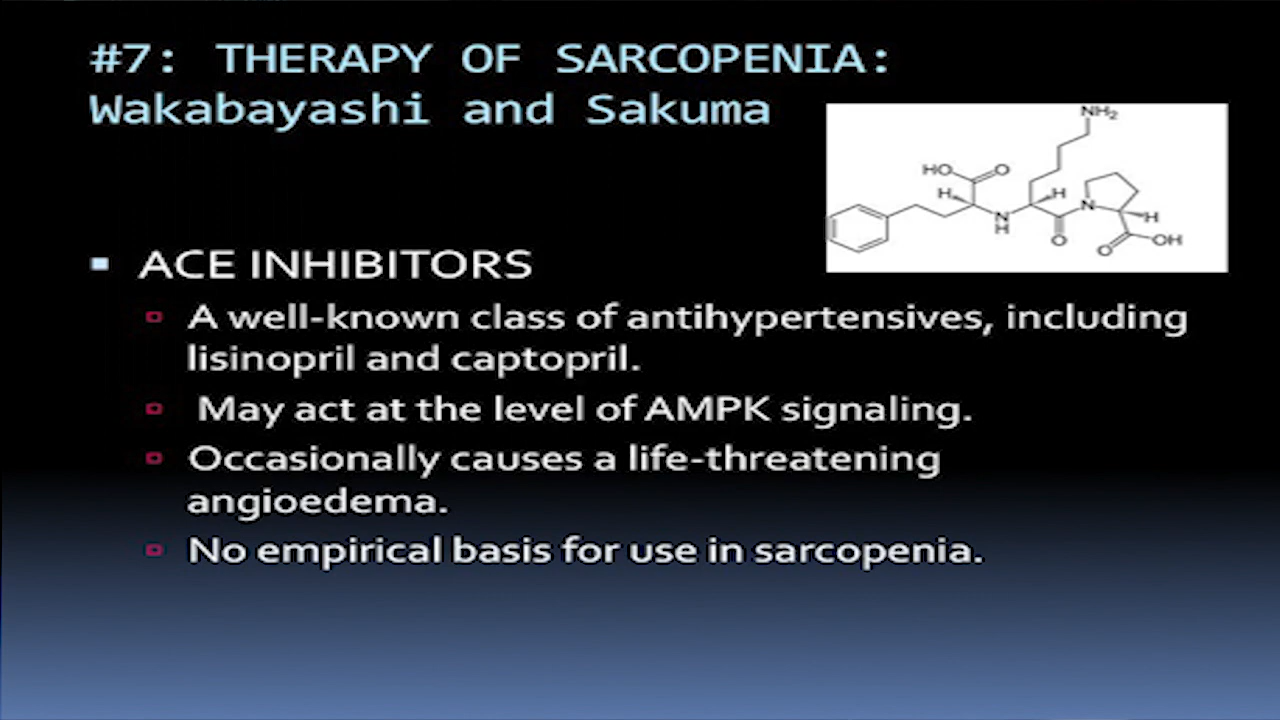 #7: THERAPY OF SARCOPENIA:
Wakabayashi and Sakuma
NH2
HO
O
H
H
N
H
N
O
H
O
OH
ACE INHIBITORS
A well-known class of antihypertensives, including
lisinopril and captopril.
May act at the level of AMPK signaling.
Occasionally causes a life-threatening
angioedema.
No empirical basis for use in sarcopenia.